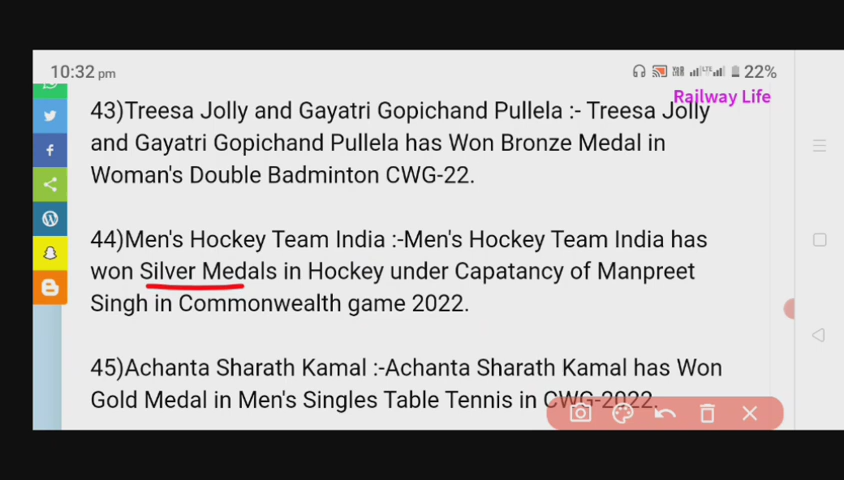 10:32 pm
22%
Railway Life
43)Treesa Jolly and Gayatri Gopichand Pullela :- Treesa Jolly
and Gayatri Gopichand Pullela has Won Bronze Medal in
Woman's Double Badminton CWG-22.
44)Men's Hockey Team India :-Men's Hockey Team India has
won Silver Medals in Hockey under Capatancy of Manpreet
Singh in Commonwealth game 2022.
45)Achanta Sharath Kamal :-Achanta Sharath Kamal has Won
Gold Medal in Men's Singles Table Tennis in CWG-2022.